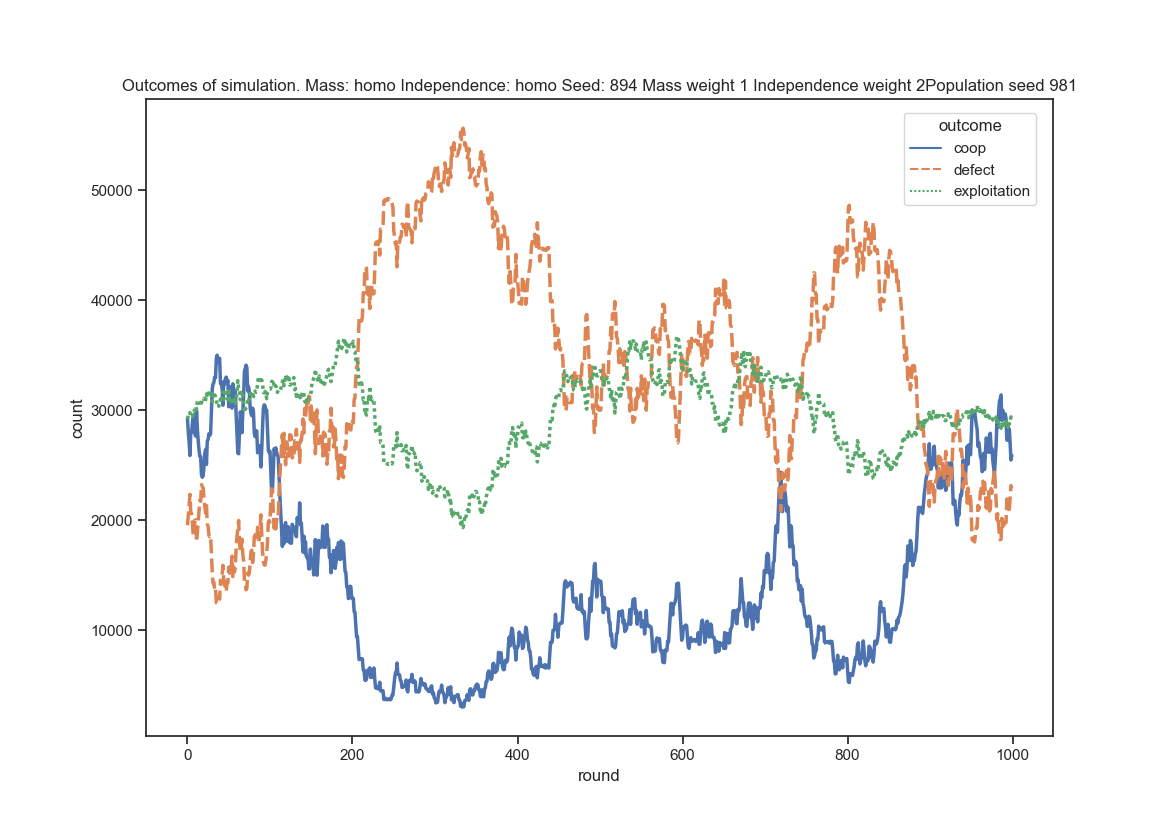 Outcomes of simulation. Mass: homo Independence: homo Seed: 894 Mass weight 1 Independence weight 2Population seed 981
outcome
coop
defect
exploitation
50000
40000
30000
20000
10000
count
0 200 400 600 800 1000
round